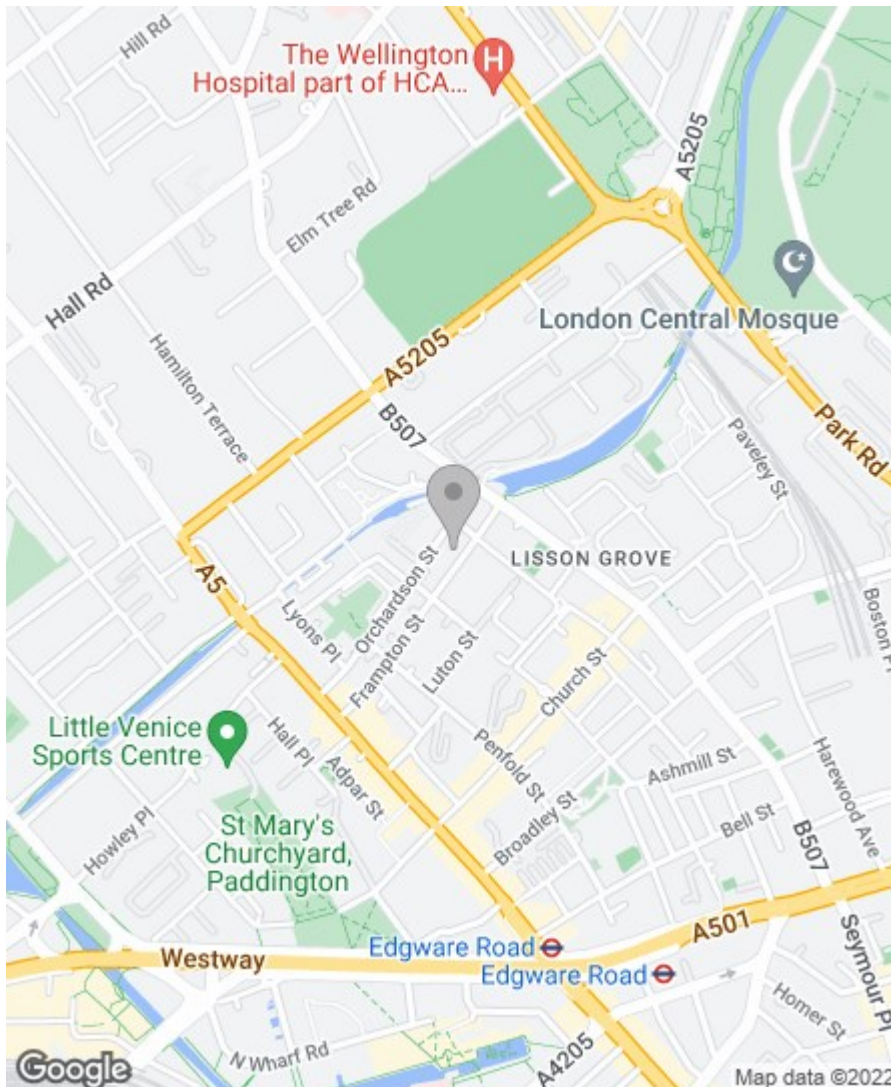 Hill Rd
The Wellington
Hospital part of HCA...
H
A5205
Elm Tree Rd
Hall Rd
London Central Mosque
Hamilton Terrace
A5205
B507
Park Rd
Paveley St
LISSON GROVE
A5
Orchardson St
Lyons Pl
Frampton St
Luton St
Boston Pl
Church St
Little Venice
Sports Centre
Hall Pl
Penfold St
Adpar St
Ashmill St
Harewood Ave
Broadley St
Bell St
Howley Pl
St Mary's
Churchyard,
Paddington
B507
A501
Edgware Road
Westway
Edgware Road
Seymour Pl
Homer St
N Wharf Rd
A4205
Google
Map data ©2022